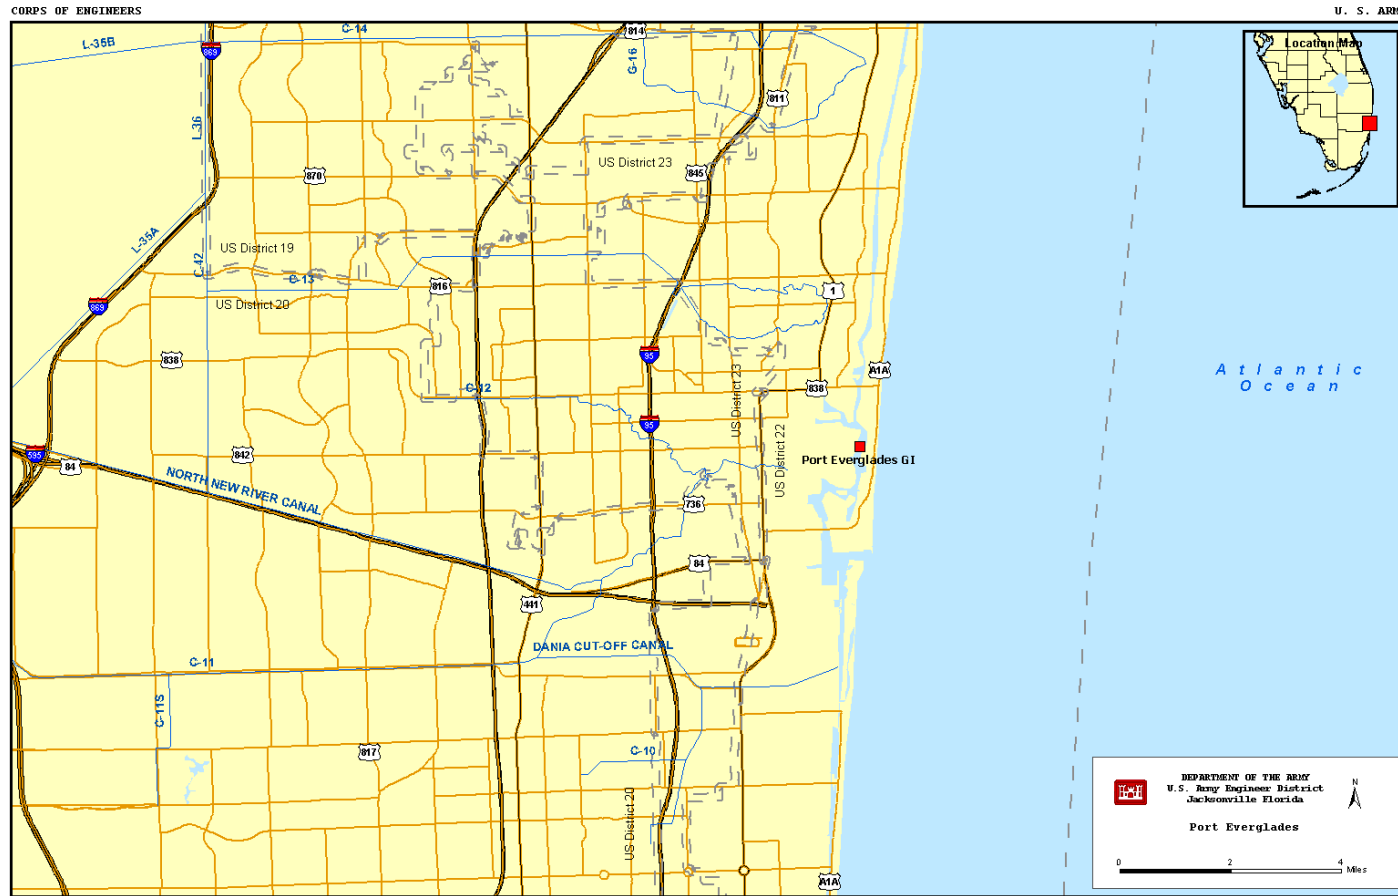 CORPS OF ENGINEERS
U. S. ARM
L-35B
C-14
814
869
G-16
Location Map
811
L-36
US District 23
870
845
L-35A
US District 19
C-42
C-13
816
1
869
US District 20
95
838
A1A
Atlantic
Ocean
C-12
838
US District 23
95
US District 22
595
842
84
Port Everglades GI
NORTH NEW RIVER CANAL
736
84
441
DANIA CUT-OFF CANAL
C-11
C-11S
817
C-10
US District 20
A1A
DEPARTMENT OF THE ARMY
U.S. Army Engineer District
Jacksonville Florida
N
Port Everglades
0 2 4
Miles